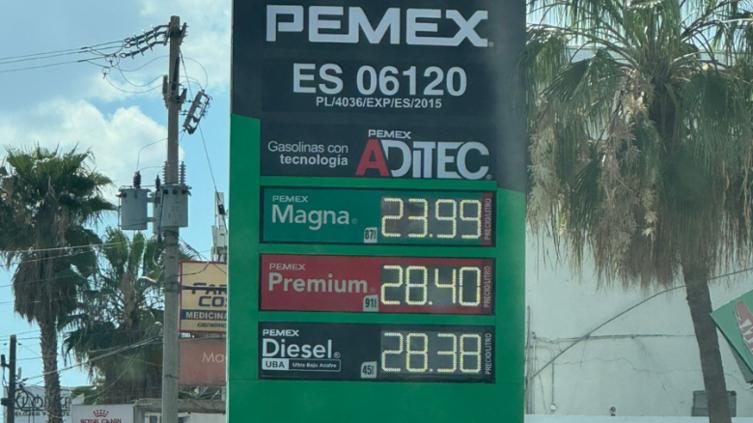 PEMEX
ES 06120
PL/4036/EXP/ES/2015
Gasolinas con
tecnología
PEMEX
ADITEC
PEMEX
Magna
87
23.99
PRECIO/LITRO
PEMEX
Premium
91
28.40
PRECIO/LITRO
PEMEX
Diesel
UBA Ultra Bajo Azufre
45
28.38
PRECIO/LITRO
MEDICIN